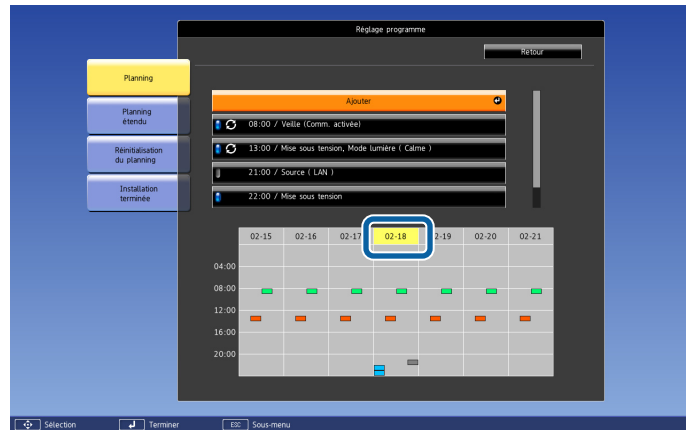 Réglage programme
Retour
Planning
Planning
étendu
Réinitialisation
du planning
Installation
terminée
Ajouter
08:00 / Veille (Comm. activée)
13:00 / Mise sous tension, Mode lumière ( Calme )
21:00 / Source ( LAN )
22:00 / Mise sous tension
02-15 02-16 02-17 02-18 02-19 02-20 02-21
04:00
08:00
12:00
16:00
20:00
Sélection Terminer ESC Sous-menu